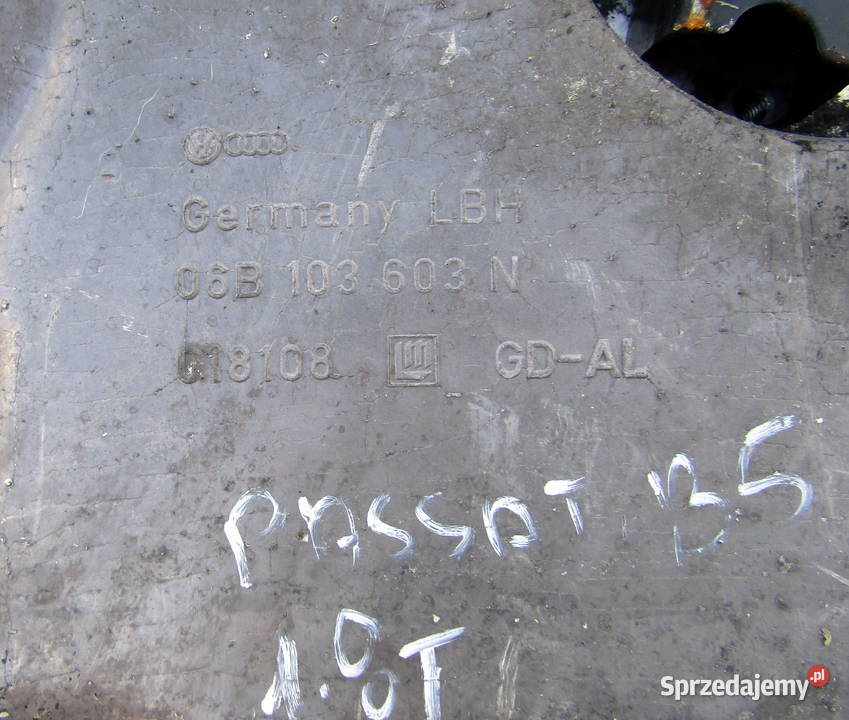 Germany LBH
06B 103 603 N
018108 GD-AL
PASSAT B5
1.8T
Sprzedajemy.pl